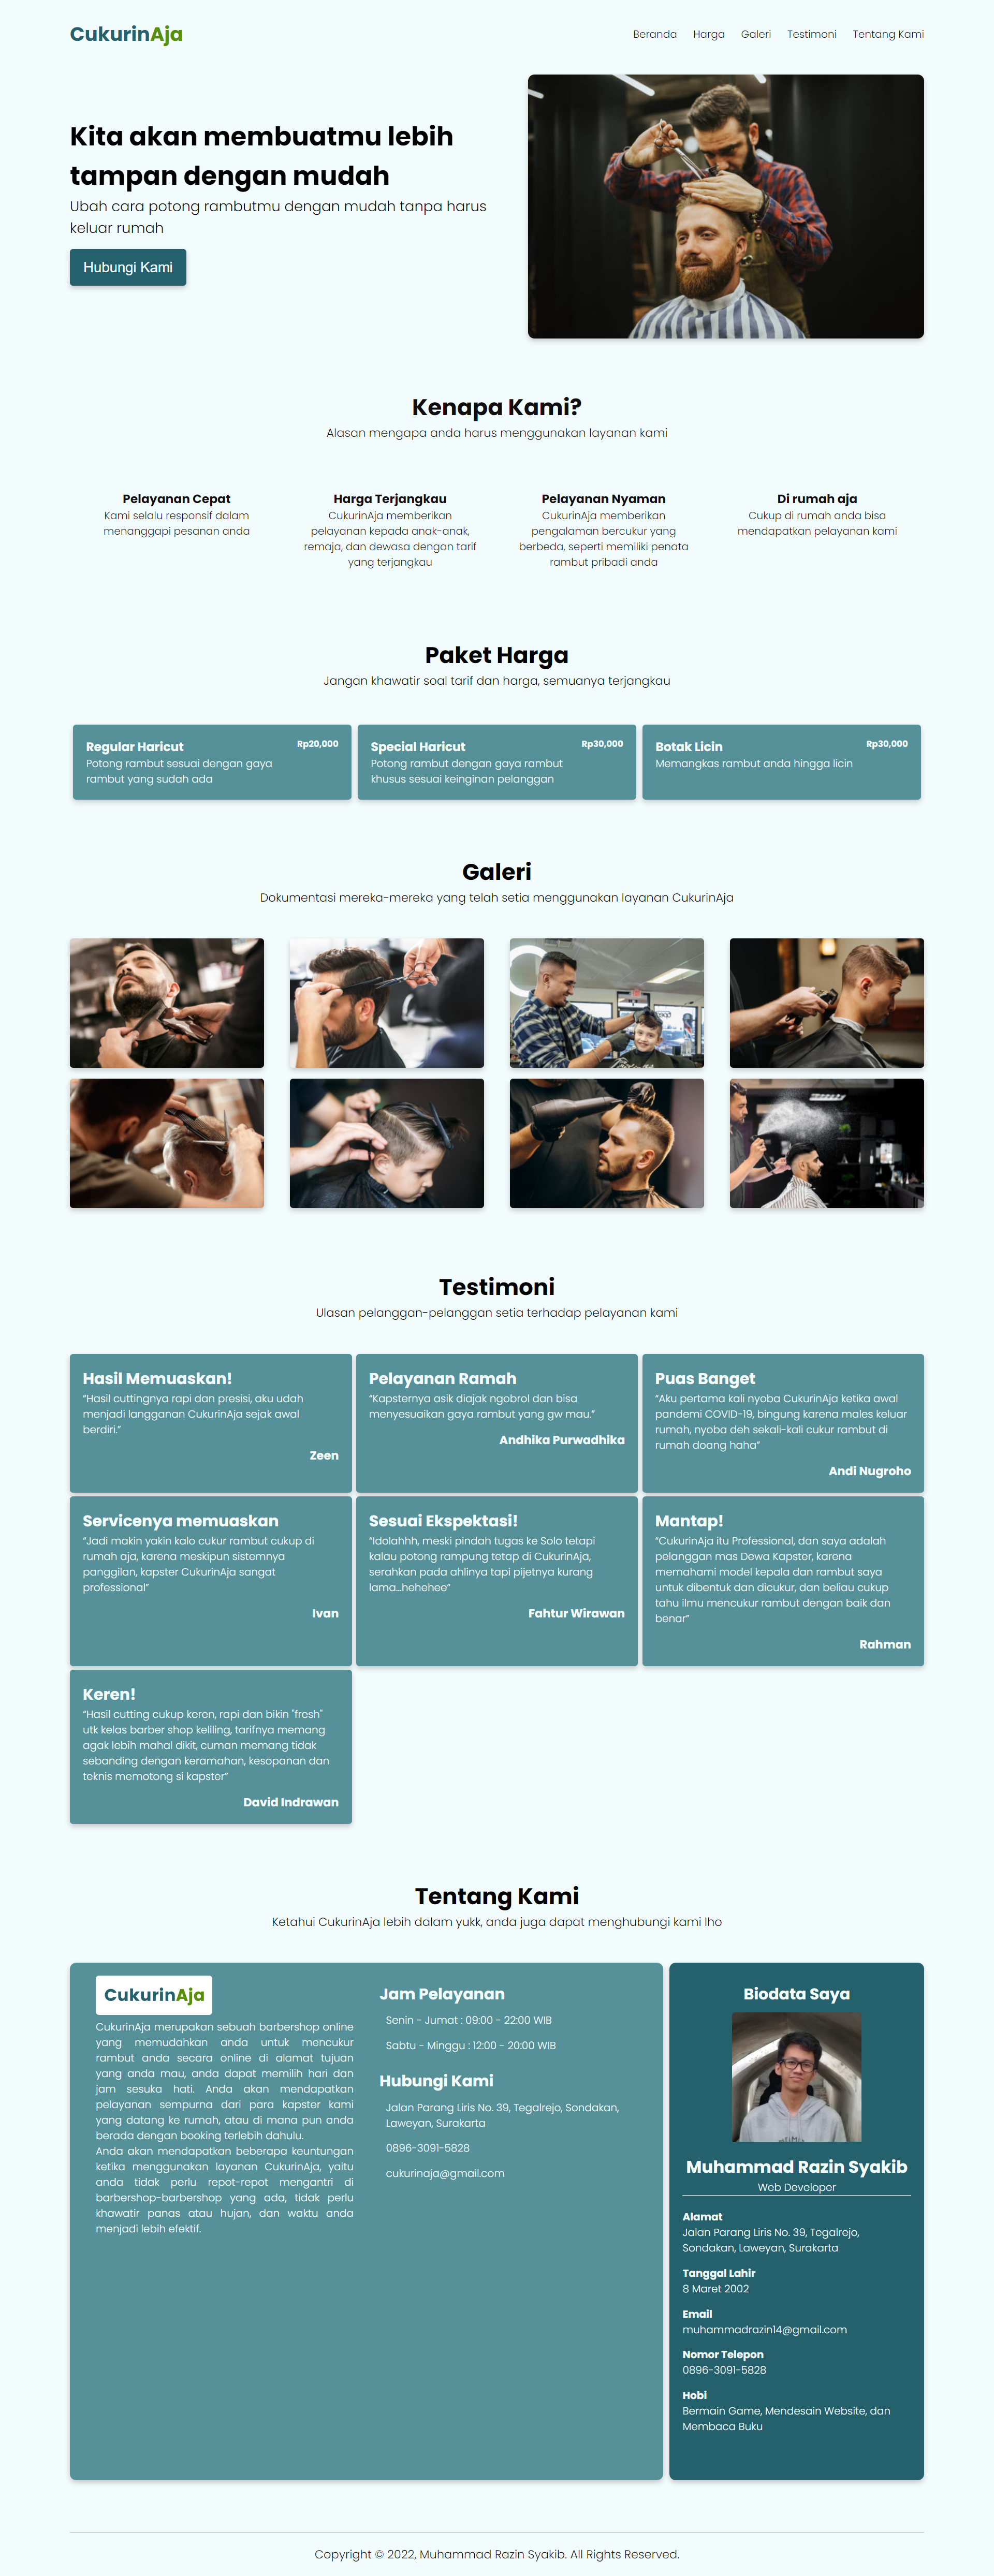 CukurinAja
Beranda Harga Galeri Testimoni Tentang Kami
Kita akan membuatmu lebih
tampan dengan mudah
Ubah cara potong rambutmu dengan mudah tanpa harus
keluar rumah
Hubungi Kami
Kenapa Kami?
Alasan mengapa anda harus menggunakan layanan kami
Pelayanan Cepat
Kami selalu responsif dalam
menanggapi pesanan anda
Harga Terjangkau
CukurinAja memberikan
pelayanan kepada anak-anak,
remaja, dan dewasa dengan tarif
yang terjangkau
Pelayanan Nyaman
CukurinAja memberikan
pengalaman bercukur yang
berbeda, seperti memiliki penata
rambut pribadi anda
Di rumah aja
Cukup di rumah anda bisa
mendapatkan pelayanan kami
Paket Harga
Jangan khawatir soal tarif dan harga, semuanya terjangkau
Regular Haricut
Rp20,000
Potong rambut sesuai dengan gaya
rambut yang sudah ada
Special Haricut
Rp30,000
Potong rambut dengan gaya rambut
khusus sesuai keinginan pelanggan
Botak Licin
Rp30,000
Memangkas rambut anda hingga licin
Galeri
Dokumentasi mereka-mereka yang telah setia menggunakan layanan CukurinAja
Testimoni
Ulasan pelanggan-pelanggan setia terhadap pelayanan kami
Hasil Memuaskan!
“Hasil cuttingnya rapi dan presisi, aku udah
menjadi langganan CukurinAja sejak awal
berdiri.”
Zeen
Pelayanan Ramah
“Kapsternya asik diajak ngobrol dan bisa
menyesuaikan gaya rambut yang gw mau.”
Andhika Purwadhika
Puas Banget
“Aku pertama kali nyoba CukurinAja ketika awal
pandemi COVID-19, bingung karena males keluar
rumah, nyoba deh sekali-kali cukur rambut di
rumah doang haha”
Andi Nugroho
Servicenya memuaskan
“Jadi makin yakin kalo cukur rambut cukup di
rumah aja, karena meskipun sistemnya
panggilan, kapster CukurinAja sangat
professional”
Ivan
Sesuai Ekspektasi!
“Idolahhh, meski pindah tugas ke Solo tetapi
kalau potong rampung tetap di CukurinAja,
serahkan pada ahlinya tapi pijetnya kurang
lama...hehehee”
Fahtur Wirawan
Mantap!
“CukurinAja itu Professional, dan saya adalah
pelanggan mas Dewa Kapster, karena
memahami model kepala dan rambut saya
untuk dibentuk dan dicukur, dan beliau cukup
tahu ilmu mencukur rambut dengan baik dan
benar”
Rahman
Keren!
“Hasil cutting cukup keren, rapi dan bikin "fresh"
utk kelas barber shop keliling, tarifnya memang
agak lebih mahal dikit, cuman memang tidak
sebanding dengan keramahan, kesopanan dan
teknis memotong si kapster”
David Indrawan
Tentang Kami
Ketahui CukurinAja lebih dalam yukk, anda juga dapat menghubungi kami lho
CukurinAja
CukurinAja merupakan sebuah barbershop online
yang memudahkan anda untuk mencukur
rambut anda secara online di alamat tujuan
yang anda mau, anda dapat memilih hari dan
jam sesuka hati. Anda akan mendapatkan
pelayanan sempurna dari para kapster kami
yang datang ke rumah, atau di mana pun anda
berada dengan booking terlebih dahulu.
Anda akan mendapatkan beberapa keuntungan
ketika menggunakan layanan CukurinAja, yaitu
anda tidak perlu repot-repot mengantri di
barbershop-barbershop yang ada, tidak perlu
khawatir panas atau hujan, dan waktu anda
menjadi lebih efektif.
Jam Pelayanan
Senin - Jumat : 09:00 - 22:00 WIB
Sabtu - Minggu : 12:00 - 20:00 WIB
Hubungi Kami
Jalan Parang Liris No. 39, Tegalrejo, Sondakan,
Laweyan, Surakarta
0896-3091-5828
cukurinaja@gmail.com
Biodata Saya
Muhammad Razin Syakib
Web Developer
Alamat
Jalan Parang Liris No. 39, Tegalrejo,
Sondakan, Laweyan, Surakarta
Tanggal Lahir
8 Maret 2002
Email
muhammadrazin14@gmail.com
Nomor Telepon
0896-3091-5828
Hobi
Bermain Game, Mendesain Website, dan
Membaca Buku
Copyright © 2022, Muhammad Razin Syakib. All Rights Reserved.